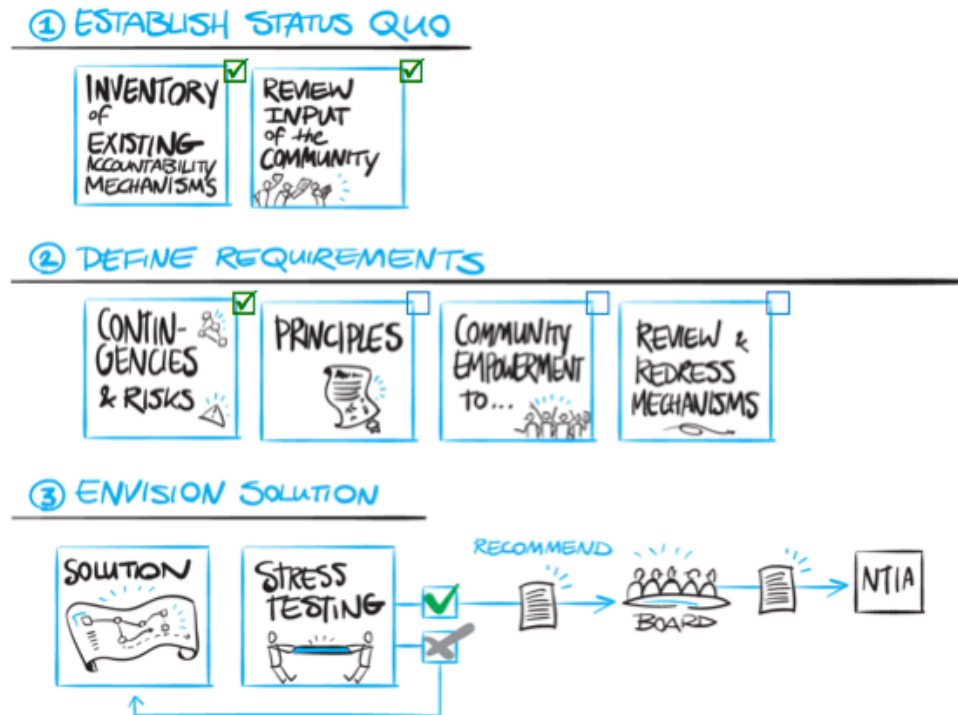 1 ESTABLISH STATUS QUO
INVENTORY
of
EXISTING
ACCOUNTABILITY
MECHANISMS
REVIEW
INPUT
of the
COMMUNITY
2 DEFINE REQUIREMENTS
CONTIN-
GENCIES
& RISKS
PRINCIPLES
COMMUNITY
EMPOWERMENT
TO...
REVIEW &
REDRESS
MECHANISMS
3 ENVISION SOLUTION
SOLUTION
STRESS
TESTING
RECOMMEND
BOARD
NTIA